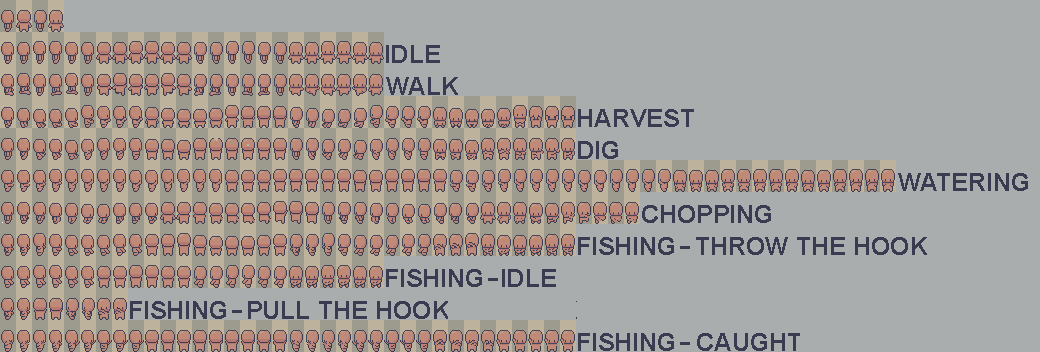 IDLE
WALK
HARVEST
DIG
WATERING
CHOPPING
FISHING-THROW THE HOOK
FISHING-IDLE
FISHING-PULL THE HOOK
FISHING-CAUGHT